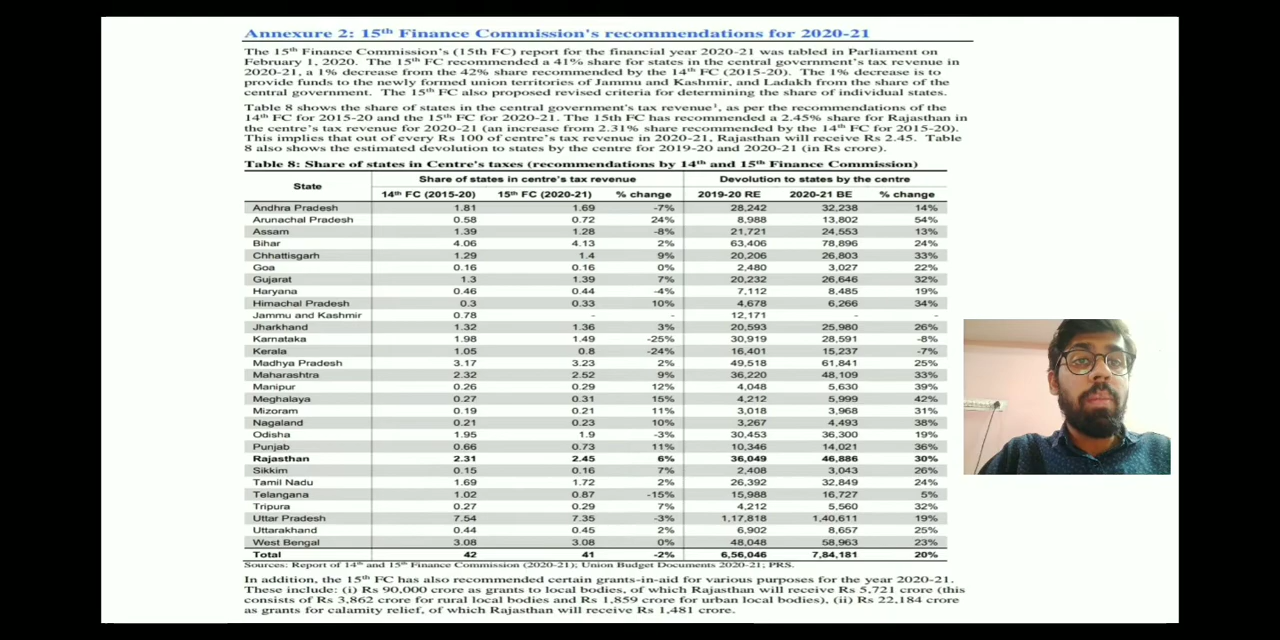 Annexure 2: 15th Finance Commission's recommendations for 2020-21
The 15th Finance Commission's (15th FC) report for the financial year 2020-21 was tabled in Parliament on
February 1, 2020. The 15th FC recommended a 41% share for states in the central government's tax revenue in
2020-21, a 1% decrease from the 42% share recommended by the 14th FC (2015-20). The 1% decrease is to
provide funds to the newly formed union territories of Jammu and Kashmir, and Ladakh from the share of the
central government. The 15th FC also proposed revised criteria for determining the share of individual states.
Table 8 shows the share of states in the central government's tax revenue¹, as per the recommendations of the
14th FC for 2015-20 and the 15th FC for 2020-21. The 15th FC has recommended a 2.45% share for Rajasthan in
the centre's tax revenue for 2020-21 (an increase from 2.31% share recommended by the 14th FC for 2015-20).
This implies that out of every Rs 100 of centre's tax revenue in 2020-21, Rajasthan will receive Rs 2.45. Table
8 also shows the estimated devolution to states by the centre for 2019-20 and 2020-21 (in Rs crore).
Table 8: Share of states in Centre's taxes (recommendations by 14th and 15th Finance Commission)
State Share of states in centre's tax revenue Devolution to states by the centre
14th FC (2015-20) 15th FC (2020-21) % change 2019-20 RE 2020-21 BE % change
Andhra Pradesh 1.81 1.69 -7% 28,242 32,238 14%
Arunachal Pradesh 0.58 0.72 24% 8,988 13,802 54%
Assam 1.39 1.28 -8% 21,721 24,553 13%
Bihar 4.06 4.13 2% 63,406 78,896 24%
Chhattisgarh 1.29 1.4 9% 20,206 26,803 33%
Goa 0.16 0.16 0% 2,480 3,027 22%
Gujarat 1.3 1.39 7% 20,232 26,646 32%
Haryana 0.46 0.44 -4% 7,112 8,485 19%
Himachal Pradesh 0.3 0.33 10% 4,678 6,266 34%
Jammu and Kashmir 0.78 - - 12,171 - -
Jharkhand 1.32 1.36 3% 20,593 25,980 26%
Karnataka 1.98 1.49 -25% 30,919 28,591 -8%
Kerala 1.05 0.8 -24% 16,401 15,237 -7%
Madhya Pradesh 3.17 3.23 2% 49,518 61,841 25%
Maharashtra 2.32 2.52 9% 36,220 48,109 33%
Manipur 0.26 0.29 12% 4,048 5,630 39%
Meghalaya 0.27 0.31 15% 4,212 5,999 42%
Mizoram 0.19 0.21 11% 3,018 3,968 31%
Nagaland 0.21 0.23 10% 3,267 4,493 38%
Odisha 1.95 1.9 -3% 30,453 36,300 19%
Punjab 0.66 0.73 11% 10,346 14,021 36%
Rajasthan 2.31 2.45 6% 36,049 46,886 30%
Sikkim 0.15 0.16 7% 2,408 3,043 26%
Tamil Nadu 1.69 1.72 2% 26,392 32,849 24%
Telangana 1.02 0.87 -15% 15,988 16,727 5%
Tripura 0.27 0.29 7% 4,212 5,560 32%
Uttar Pradesh 7.54 7.35 -3% 1,17,818 1,40,611 19%
Uttarakhand 0.44 0.45 2% 6,902 8,657 25%
West Bengal 3.08 3.08 0% 48,048 58,963 23%
Total 42 41 -2% 6,56,046 7,84,181 20%
Sources: Report of 14th and 15th Finance Commission (2020-21); Union Budget Documents 2020-21; PRS.
In addition, the 15th FC has also recommended certain grants-in-aid for various purposes for the year 2020-21.
These include: (i) Rs 90,000 crore as grants to local bodies, of which Rajasthan will receive Rs 5,721 crore (this
consists of Rs 3,862 crore for rural local bodies and Rs 1,859 crore for urban local bodies), (ii) Rs 22,184 crore
as grants for calamity relief, of which Rajasthan will receive Rs 1,481 crore.